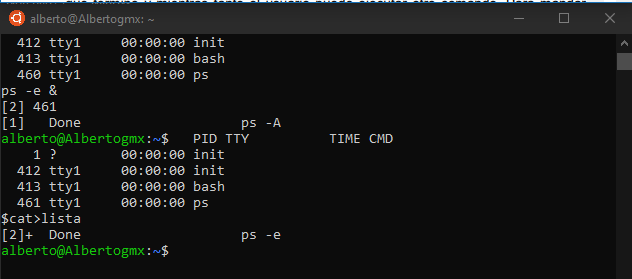 alberto@Albertogmx: ~
412 tty1     00:00:00 init
413 tty1     00:00:00 bash
460 tty1     00:00:00 ps
ps -e &
[2] 461
[1]   Done                    ps -A
alberto@Albertogmx:~$   PID TTY          TIME CMD
    1 ?        00:00:00 init
  412 tty1     00:00:00 init
  413 tty1     00:00:00 bash
  461 tty1     00:00:00 ps
$cat>lista
[2]+  Done                    ps -e
alberto@Albertogmx:~$